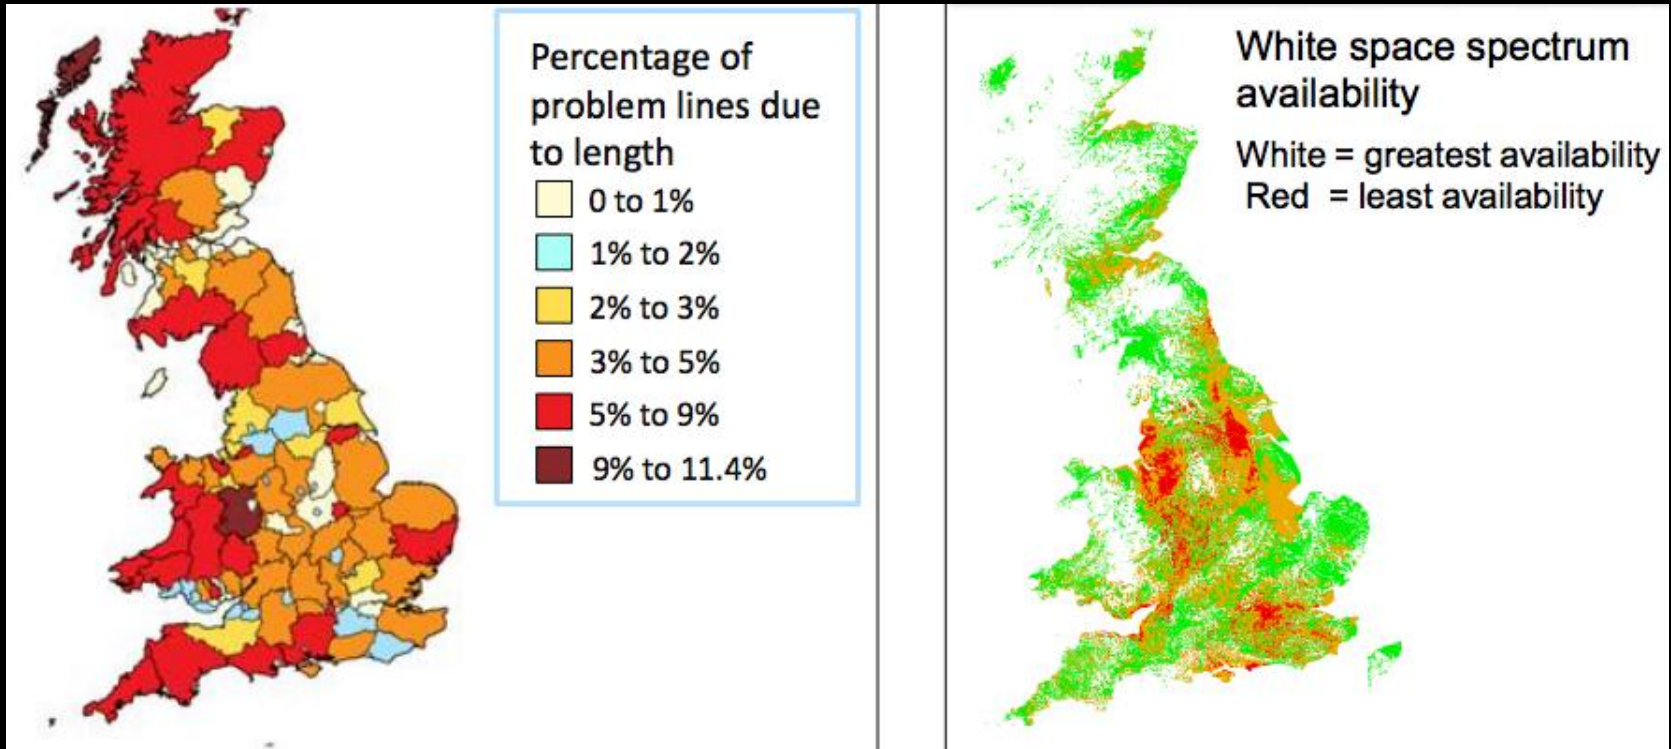 Percentage of
problem lines due
to length
0 to 1%
1% to 2%
2% to 3%
3% to 5%
5% to 9%
9% to 11.4%
White space spectrum
availability
White = greatest availability
Red = least availability